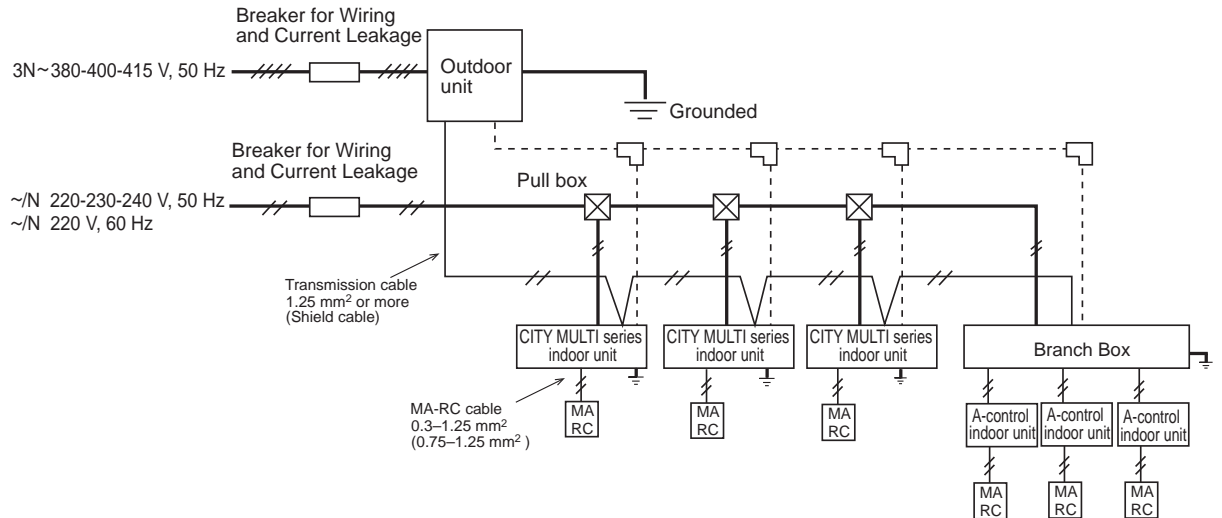 Breaker for Wiring
and Current Leakage
3N~380-400-415 V, 50 Hz
Outdoor
unit
Grounded
Breaker for Wiring
and Current Leakage
~/N 220-230-240 V, 50 Hz
~/N 220 V, 60 Hz
Pull box
Transmission cable
1.25 mm² or more
(Shield cable)
CITY MULTI series
indoor unit
CITY MULTI series
indoor unit
CITY MULTI series
indoor unit
Branch Box
MA-RC cable
0.3–1.25 mm²
(0.75–1.25 mm² )
MA
RC
MA
RC
MA
RC
A-control
indoor unit
A-control
indoor unit
A-control
indoor unit
MA
RC
MA
RC
MA
RC